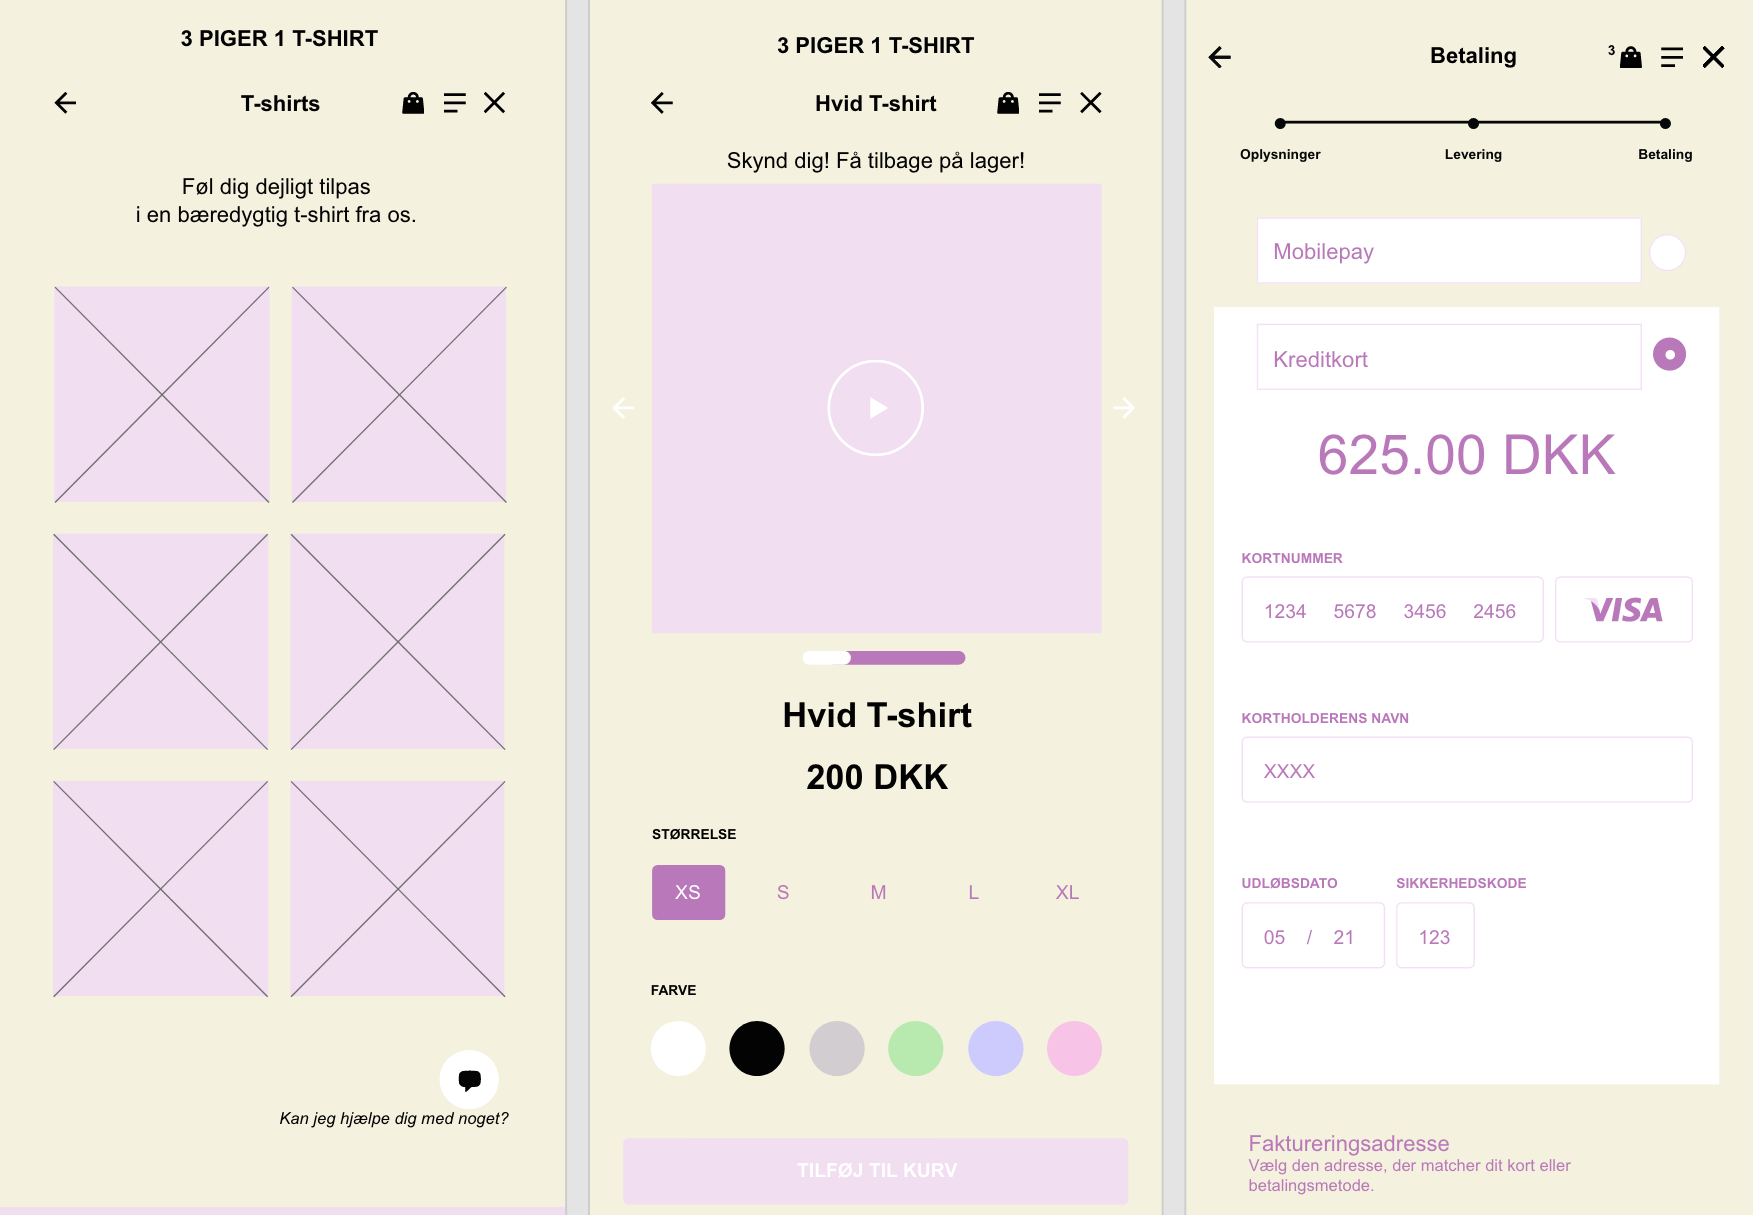 3 PIGER 1 T-SHIRT
T-shirts
Føl dig dejligt tilpas
i en bæredygtig t-shirt fra os.
Kan jeg hjælpe dig med noget?
3 PIGER 1 T-SHIRT
Hvid T-shirt
Skynd dig! Få tilbage på lager!
Hvid T-shirt
200 DKK
STØRRELSE
XS S M L XL
FARVE
TILFØJ TIL KURV
Betaling 3
Oplysninger Levering Betaling
Mobilepay
Kreditkort
625.00 DKK
KORTNUMMER
1234 5678 3456 2456 VISA
KORTHOLDERENS NAVN
XXXX
UDLØBSDATO SIKKERHEDSKODE
05 / 21 123
Faktureringsadresse
Vælg den adresse, der matcher dit kort eller
betalingsmetode.